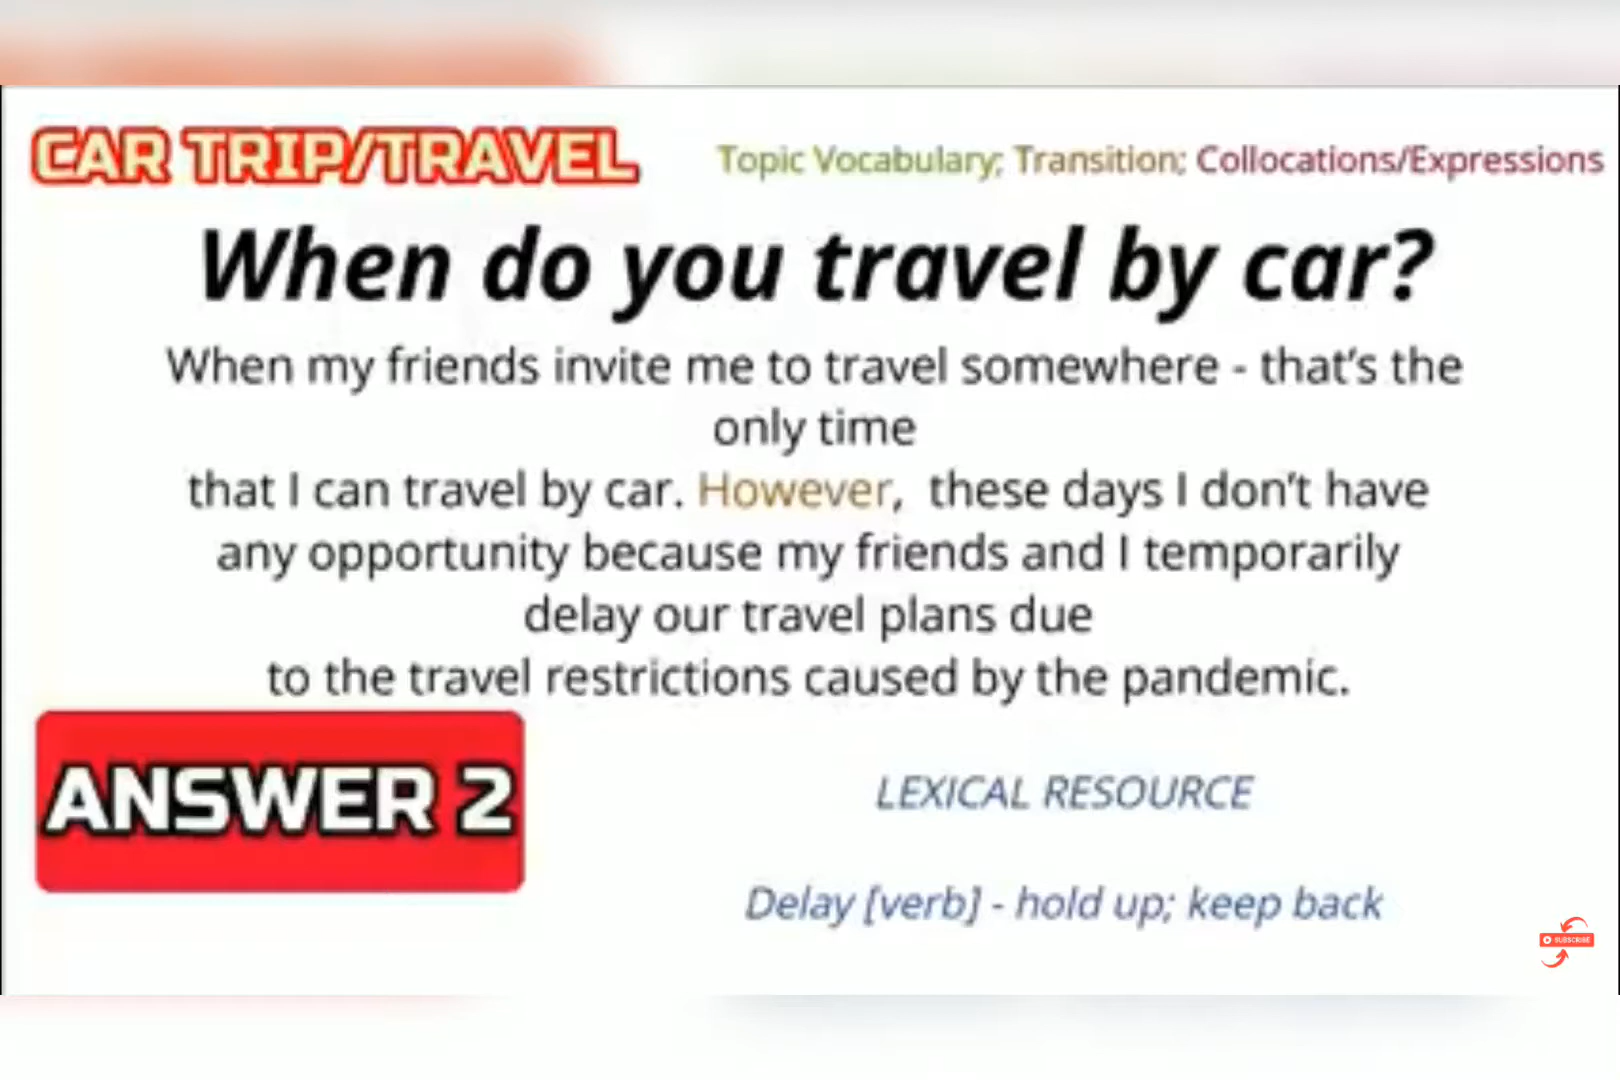 CAR TRIP/TRAVEL
Topic Vocabulary; Transition; Collocations/Expressions
When do you travel by car?
When my friends invite me to travel somewhere - that's the
only time
that I can travel by car. However, these days I don't have
any opportunity because my friends and I temporarily
delay our travel plans due
to the travel restrictions caused by the pandemic.
ANSWER 2
LEXICAL RESOURCE
Delay [verb] - hold up; keep back
SUBSCRIBE